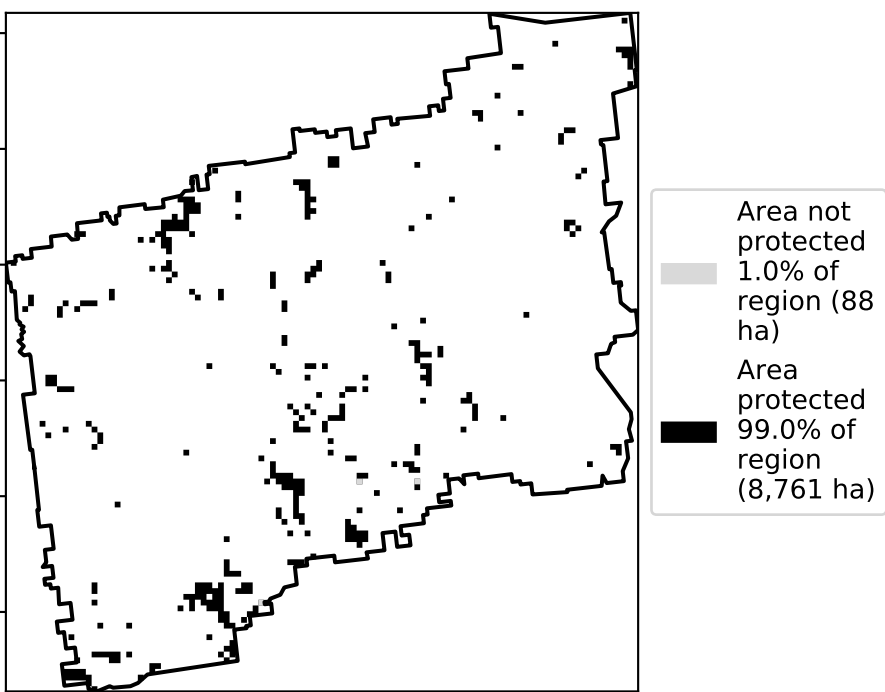 Area not
protected
1.0% of
region (88
ha)
Area
protected
99.0% of
region
(8,761 ha)